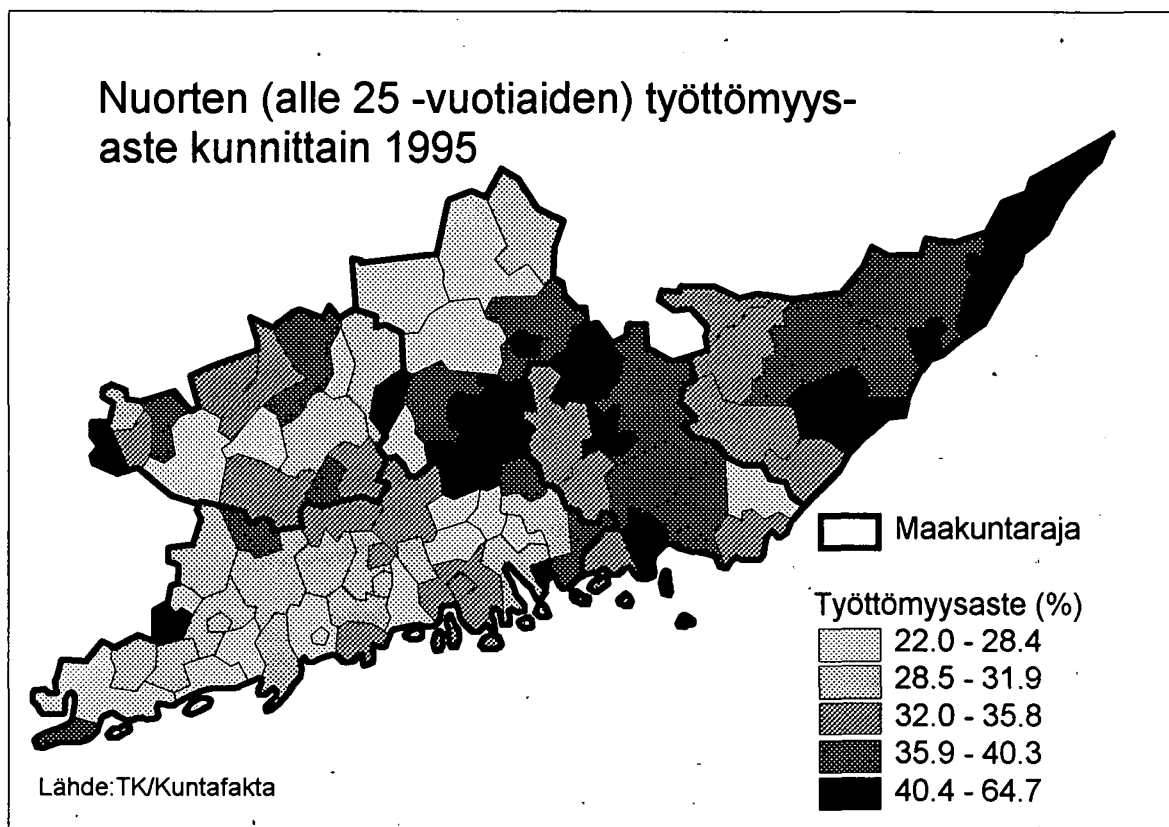 Nuorten (alle 25 -vuotiaiden) työttömyys-
aste kunnittain 1995
Maakuntaraja
Työttömyysaste (%)
22.0 - 28.4
28.5 - 31.9
32.0 - 35.8
35.9 - 40.3
40.4 - 64.7
Lähde:TK/Kuntafakta